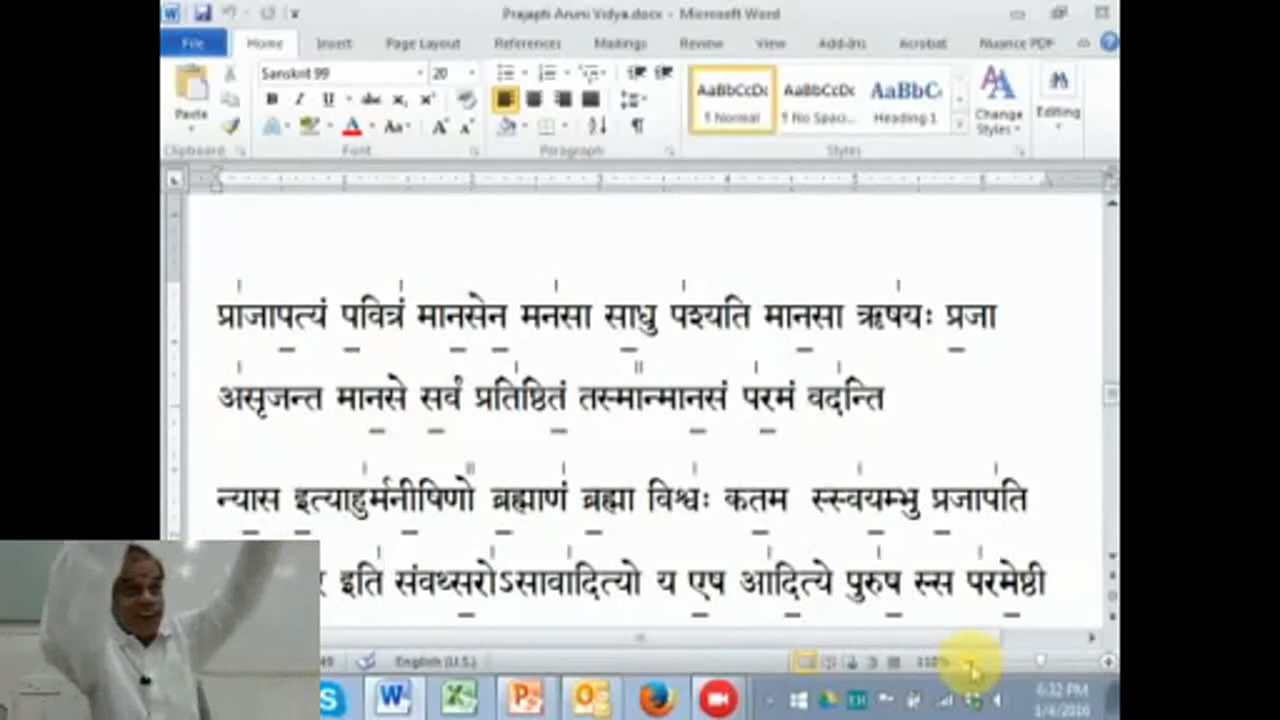 Prajapti Aruni Vidya.docx - Microsoft Word
File Home Insert Page Layout References Mailings Review View Add-Ins Acrobat Nuance PDF
Sanskrit 99 20 AaBbCcDc AaBbCcDc AaBbC
Paste ¶ Normal ¶ No Spaci... Heading 1 Change Styles Editing
Clipboard Font Paragraph Styles
प्राजापत्यं पवित्रं मानसेन मनसा साधु पश्यति मानसा ऋषयः प्रजा
असृजन्त मानसे सर्वं प्रतिष्ठितं तस्मान्मानसं परमं वदन्ति
न्यास इत्याहुर्मनीषिणो ब्रह्माणं ब्रह्मा विश्वः कतम स्स्वयम्भु प्रजापति
इति संवथ्सरोऽसावादित्यो य एष आदित्ये पुरुष स्स परमेष्ठी
English (U.S.) 110%
6:32 PM
1/4/2016